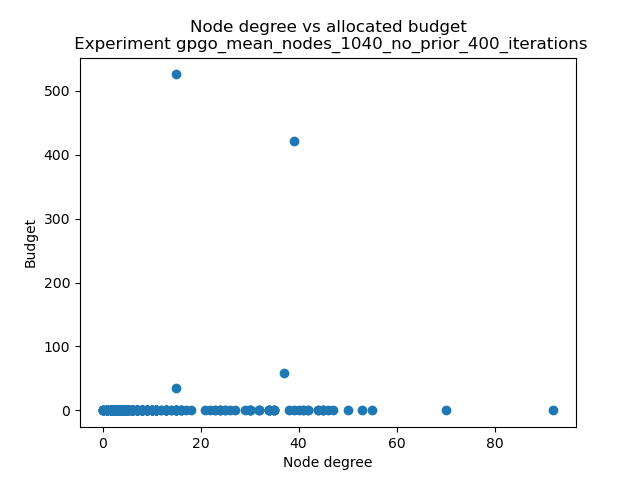 Node degree vs allocated budget
Experiment gpgo_mean_nodes_1040_no_prior_400_iterations
500
400
300
200
100
0
Budget
0 20 40 60 80
Node degree